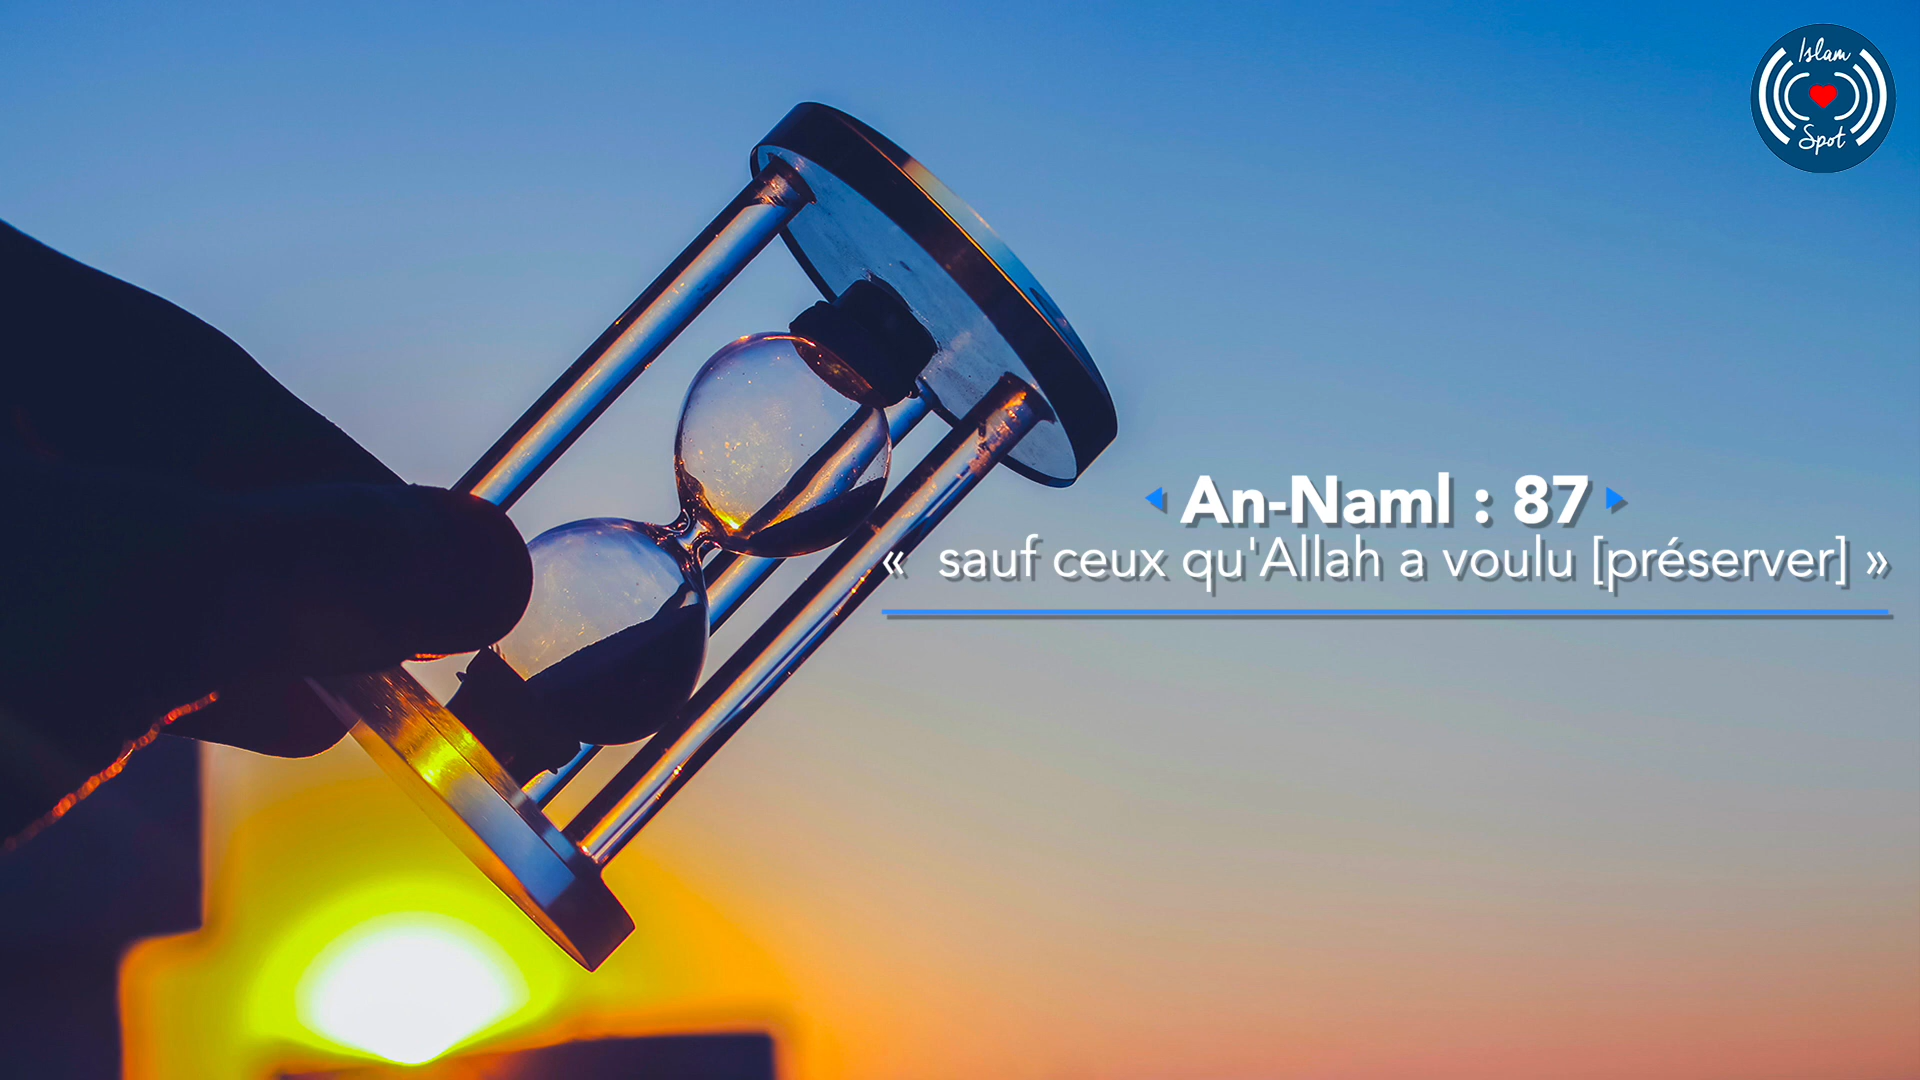 Islam
Spot
An-Naml : 87
« sauf ceux qu'Allah a voulu [préserver] »